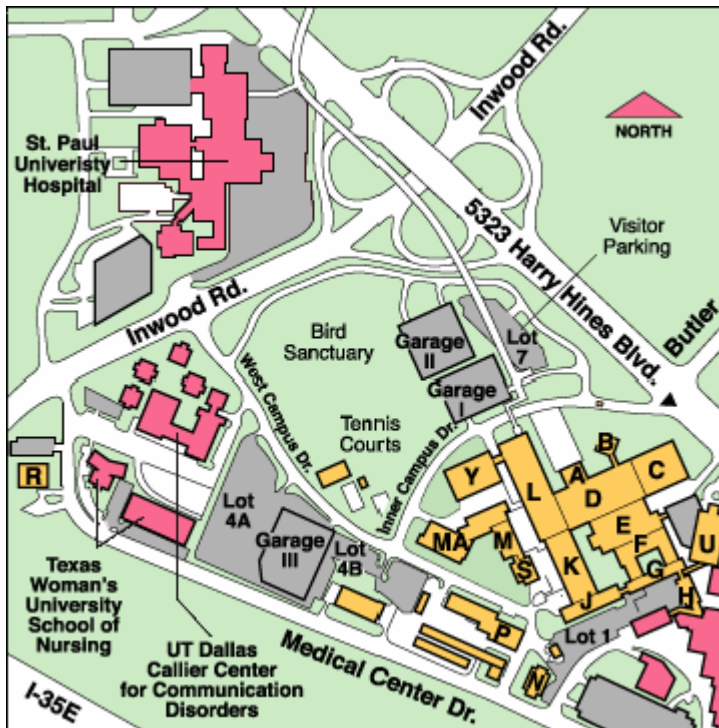 Inwood Rd.
NORTH
St. Paul
Univeristy
Hospital
5323 Harry Hines Blvd.
Visitor
Parking
Inwood Rd.
Butler
Bird
Sanctuary
Garage
II
Lot
7
Garage
I
West Campus Dr.
Tennis
Courts
Inner Campus Dr.
B
A
C
Y
L
D
R
Lot
4A
E
MA
M
F
U
Garage
III
Lot
4B
S
K
G
J
H
Texas
Woman's
University
School of
Nursing
P
Lot 1
UT Dallas
Callier Center
for Communication
Disorders
Medical Center Dr.
N
I-35E